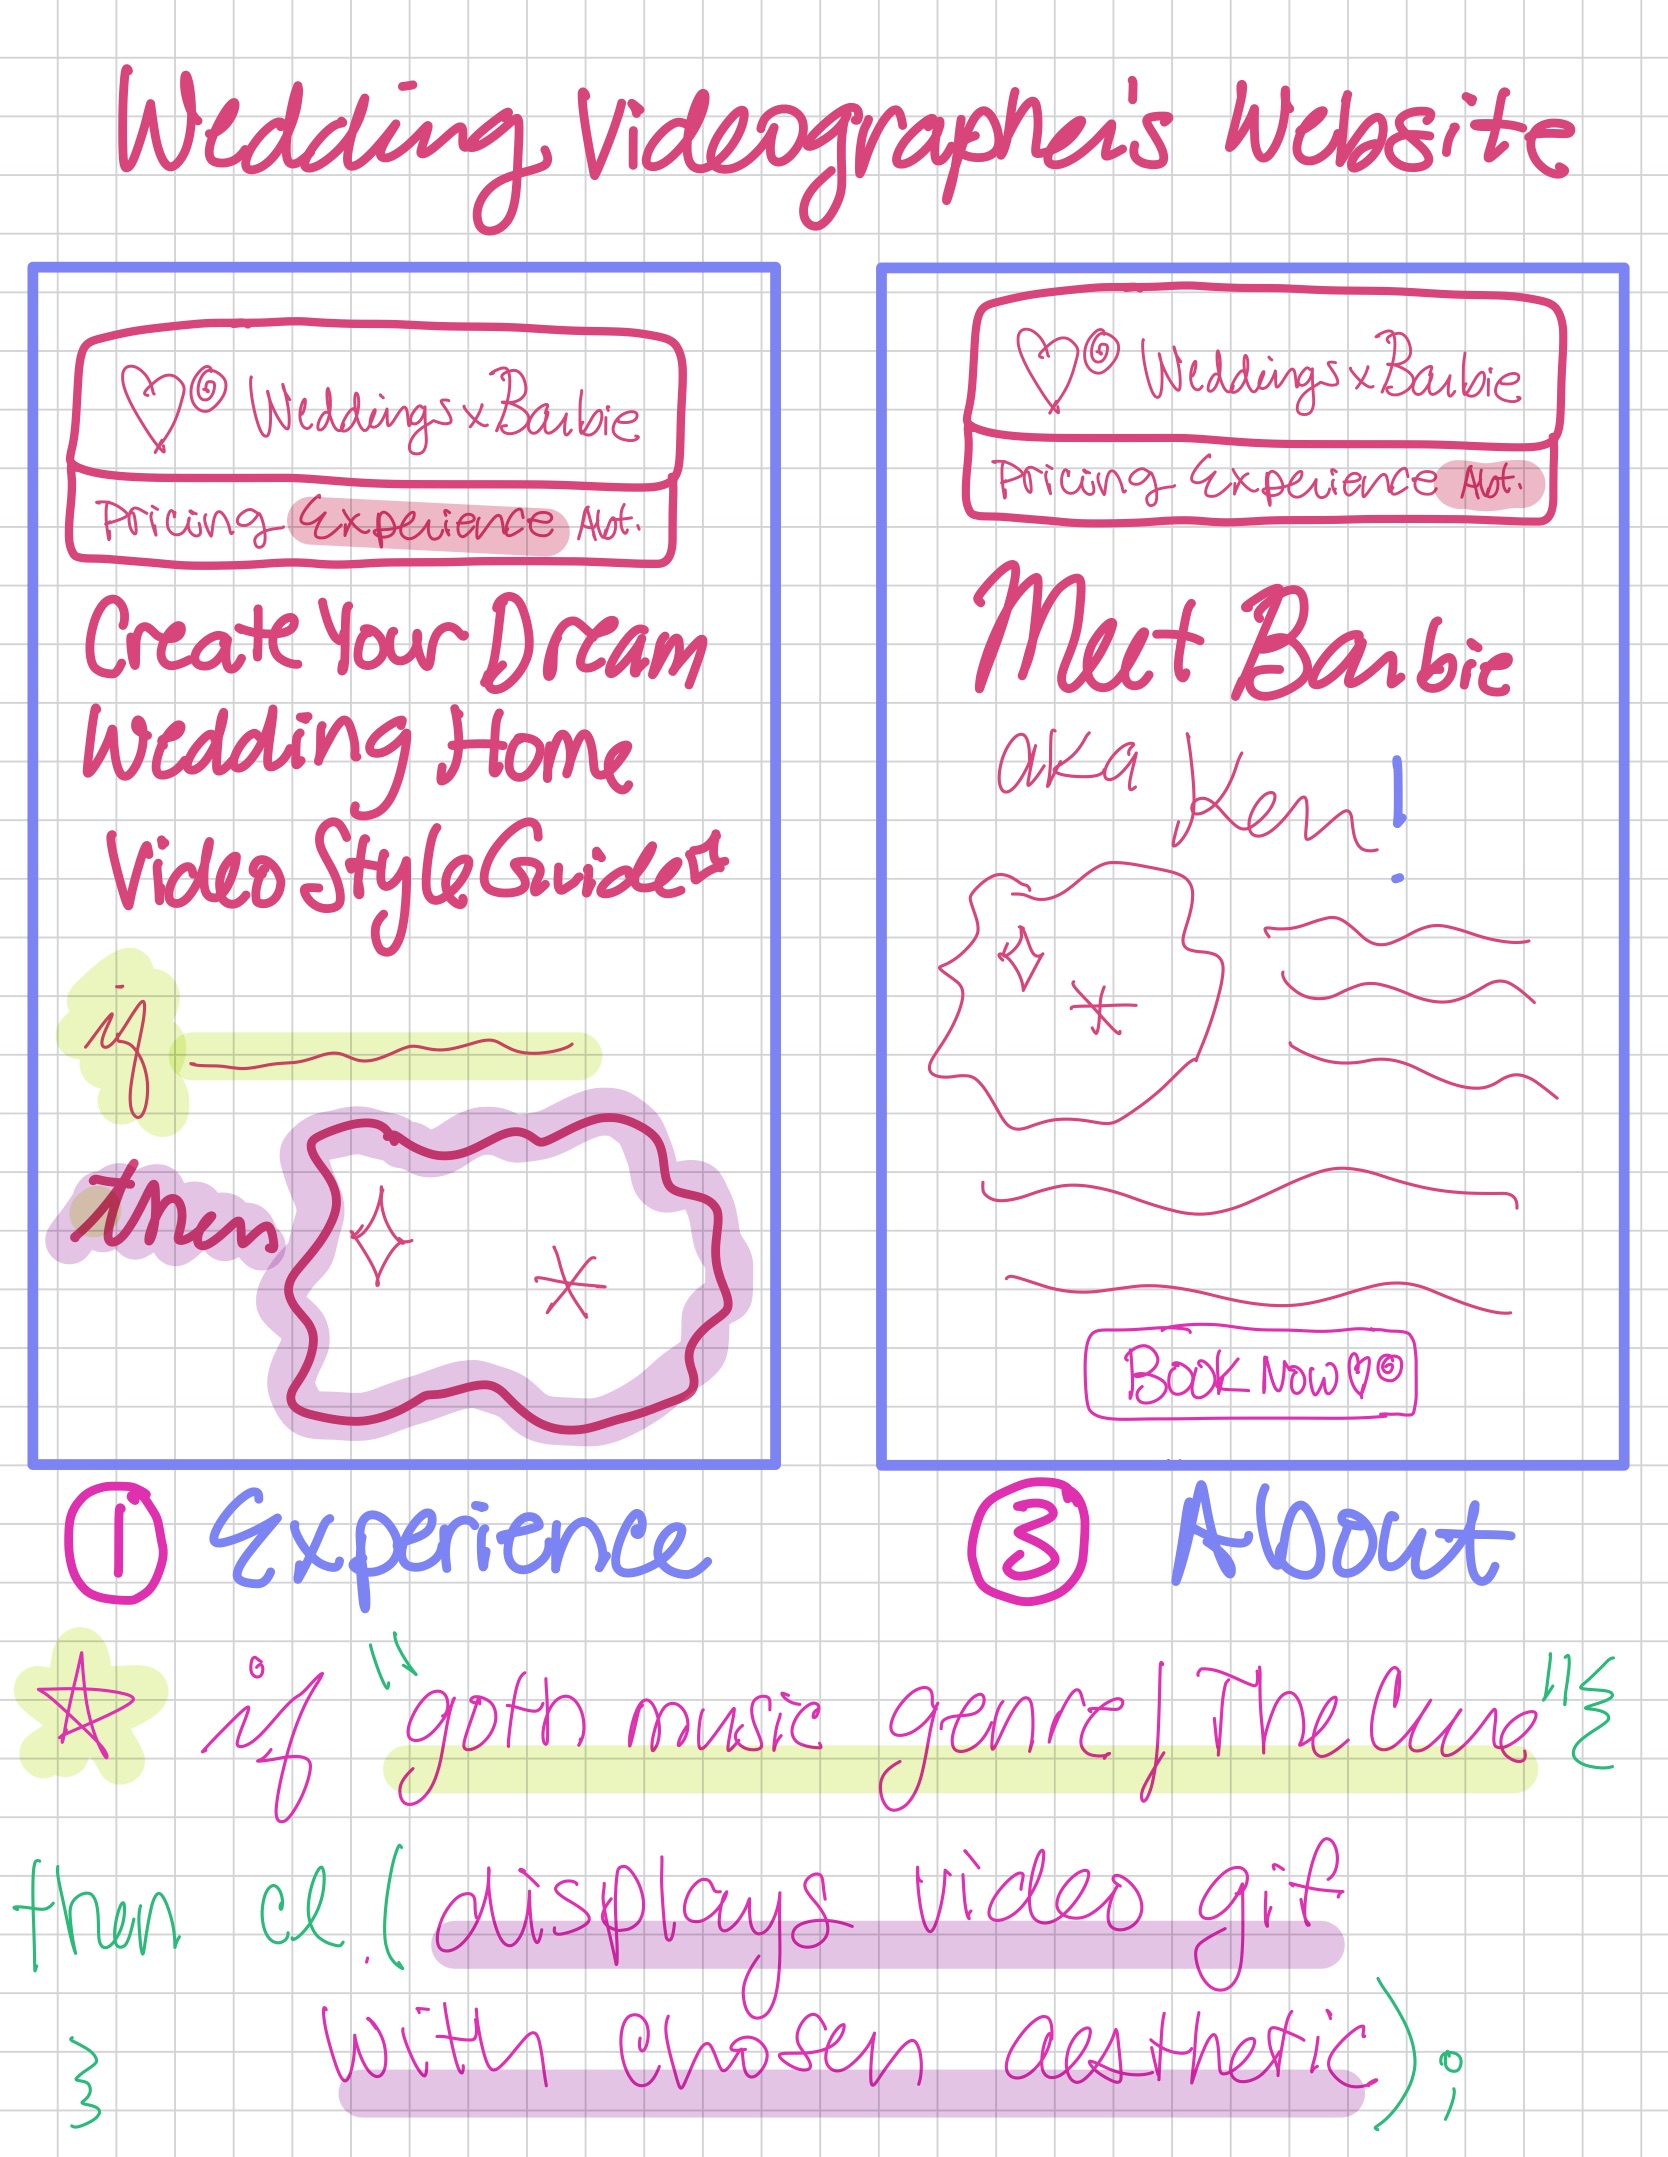 Wedding Videographer's Website
Weddings x Barbie
Pricing Experience Abt.
Create Your Dream
Wedding Home
Video Style Guide
if
then
1 Experience
Weddings x Barbie
Pricing Experience Abt.
Meet Barbie
aka Ken!
BOOK NOW
3 About
if "goth music genre/The Cure" {
then cl.(displays video gif
with chosen aesthetic);
}